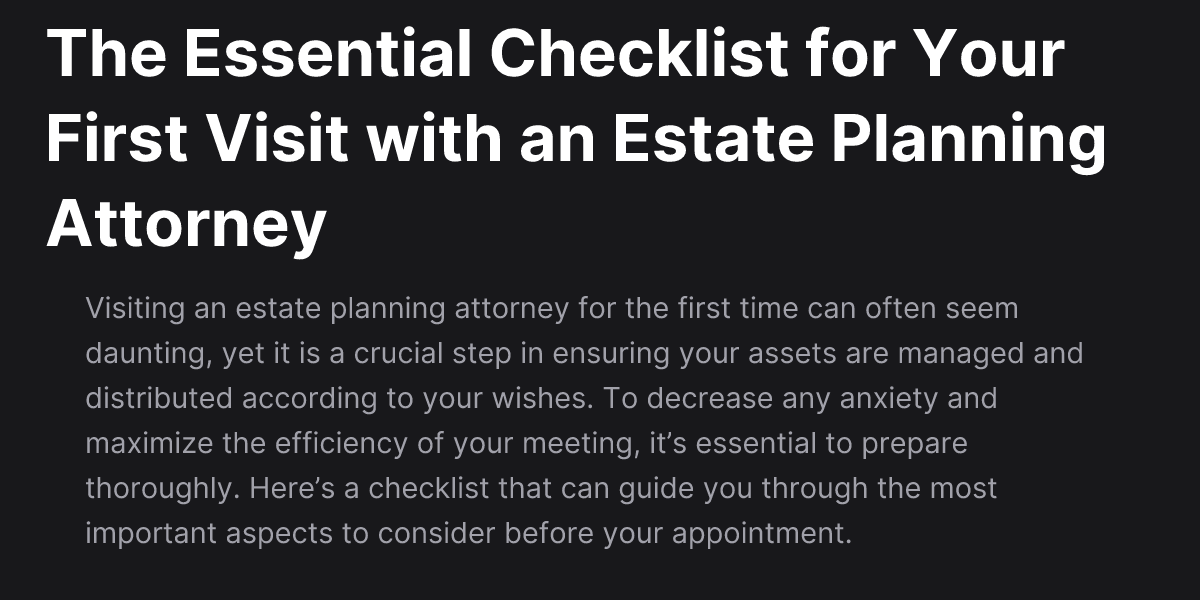 The Essential Checklist for Your
First Visit with an Estate Planning
Attorney
Visiting an estate planning attorney for the first time can often seem
daunting, yet it is a crucial step in ensuring your assets are managed and
distributed according to your wishes. To decrease any anxiety and
maximize the efficiency of your meeting, it’s essential to prepare
thoroughly. Here’s a checklist that can guide you through the most
important aspects to consider before your appointment.